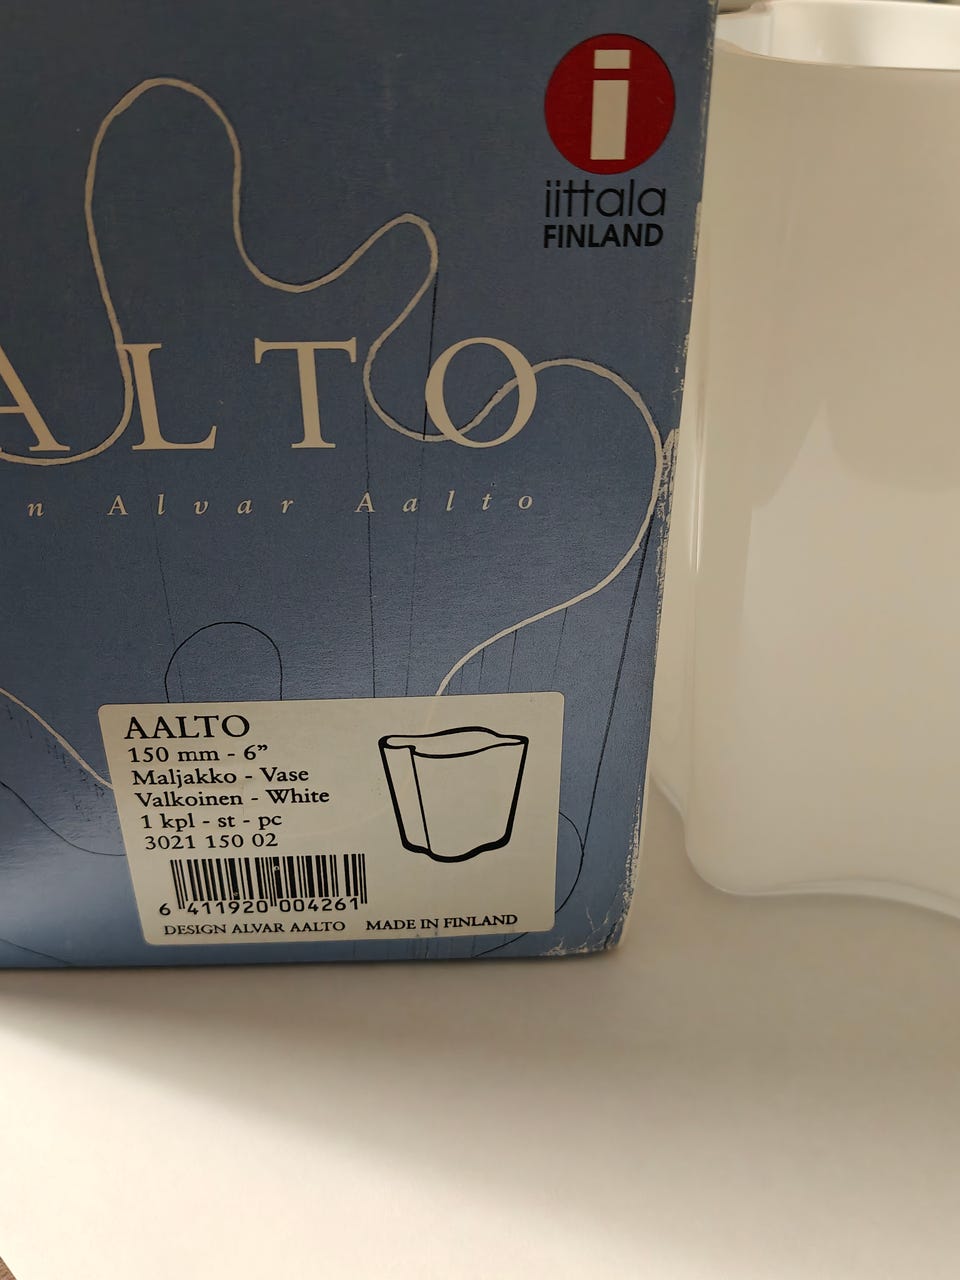 i
iittala
FINLAND
ALTO
n Alvar Aalto
AALTO
150 mm - 6”
Maljakko - Vase
Valkoinen - White
1 kpl - st - pc
3021 150 02
6 411920 004261
DESIGN ALVAR AALTO MADE IN FINLAND